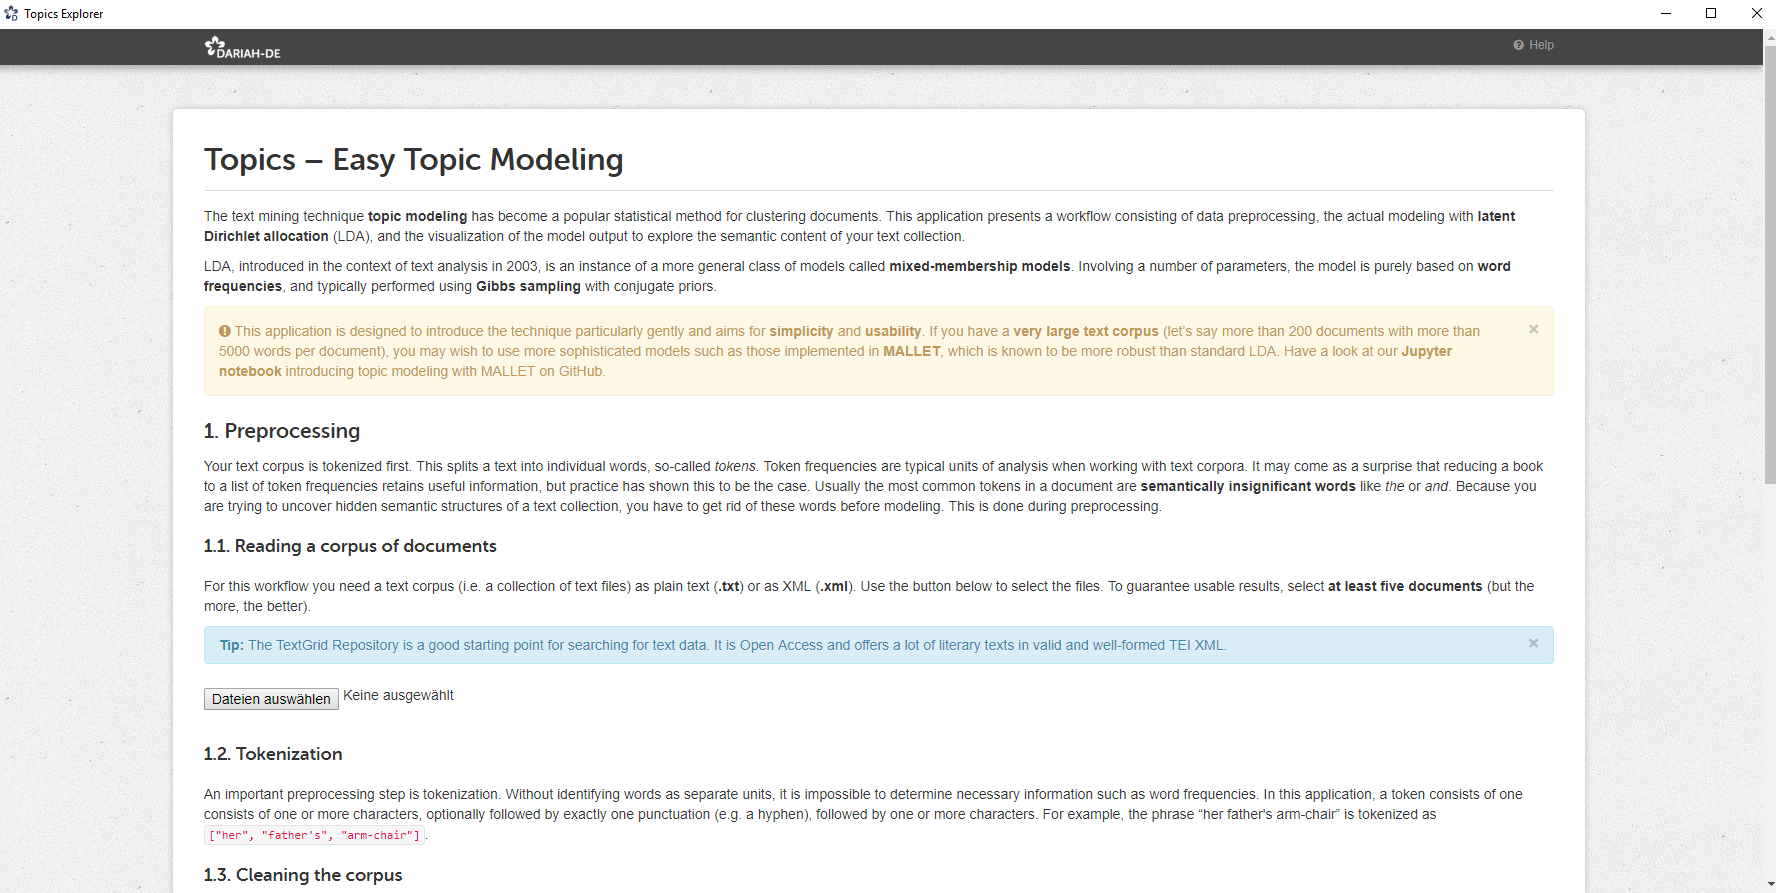 Topics Explorer
DARIAH-DE
Help
Topics – Easy Topic Modeling
The text mining technique topic modeling has become a popular statistical method for clustering documents. This application presents a workflow consisting of data preprocessing, the actual modeling with latent
Dirichlet allocation (LDA), and the visualization of the model output to explore the semantic content of your text collection.
LDA, introduced in the context of text analysis in 2003, is an instance of a more general class of models called mixed-membership models. Involving a number of parameters, the model is purely based on word
frequencies, and typically performed using Gibbs sampling with conjugate priors.
This application is designed to introduce the technique particularly gently and aims for simplicity and usability. If you have a very large text corpus (let's say more than 200 documents with more than
5000 words per document), you may wish to use more sophisticated models such as those implemented in MALLET, which is known to be more robust than standard LDA. Have a look at our Jupyter
notebook introducing topic modeling with MALLET on GitHub.
1. Preprocessing
Your text corpus is tokenized first. This splits a text into individual words, so-called tokens. Token frequencies are typical units of analysis when working with text corpora. It may come as a surprise that reducing a book
to a list of token frequencies retains useful information, but practice has shown this to be the case. Usually the most common tokens in a document are semantically insignificant words like the or and. Because you
are trying to uncover hidden semantic structures of a text collection, you have to get rid of these words before modeling. This is done during preprocessing.
1.1. Reading a corpus of documents
For this workflow you need a text corpus (i.e. a collection of text files) as plain text (.txt) or as XML (.xml). Use the button below to select the files. To guarantee usable results, select at least five documents (but the
more, the better).
Tip: The TextGrid Repository is a good starting point for searching for text data. It is Open Access and offers a lot of literary texts in valid and well-formed TEI XML.
Dateien auswählen Keine ausgewählt
1.2. Tokenization
An important preprocessing step is tokenization. Without identifying words as separate units, it is impossible to determine necessary information such as word frequencies. In this application, a token consists of one
consists of one or more characters, optionally followed by exactly one punctuation (e.g. a hyphen), followed by one or more characters. For example, the phrase “her father's arm-chair” is tokenized as
["her", "father's", "arm-chair"].
1.3. Cleaning the corpus